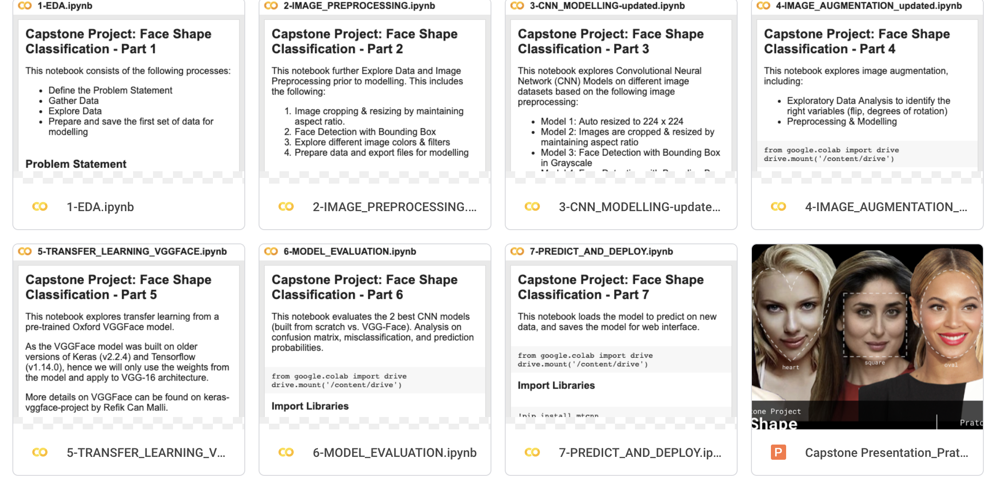 1-EDA.ipynb
Capstone Project: Face Shape
Classification - Part 1
This notebook consists of the following processes:
• Define the Problem Statement
• Gather Data
• Explore Data
• Prepare and save the first set of data for
modelling
Problem Statement
1-EDA.ipynb
2-IMAGE_PREPROCESSING.ipynb
Capstone Project: Face Shape
Classification - Part 2
This notebook further Explore Data and Image
Preprocessing prior to modelling. This includes
the following:
1. Image cropping & resizing by maintaining
aspect ratio.
2. Face Detection with Bounding Box
3. Explore different image colors & filters
4. Prepare data and export files for modelling
2-IMAGE_PREPROCESSING....
3-CNN_MODELLING-updated.ipynb
Capstone Project: Face Shape
Classification - Part 3
This notebook explores Convolutional Neural
Network (CNN) Models on different image
datasets based on the following image
preprocessing:
• Model 1: Auto resized to 224 x 224
• Model 2: Images are cropped & resized by
maintaining aspect ratio
• Model 3: Face Detection with Bounding Box
in Grayscale
3-CNN_MODELLING-update...
4-IMAGE_AUGMENTATION_updated.ipynb
Capstone Project: Face Shape
Classification - Part 4
This notebook explores image augmentation,
including:
• Exploratory Data Analysis to identify the
right variables (flip, degrees of rotation)
• Preprocessing & Modelling
from google.colab import drive
drive.mount('/content/drive')
4-IMAGE_AUGMENTATION_...
5-TRANSFER_LEARNING_VGGFACE.ipynb
Capstone Project: Face Shape
Classification - Part 5
This notebook explores transfer learning from a
pre-trained Oxford VGGFace model.
As the VGGFace model was built on older
versions of Keras (v2.2.4) and Tensorflow
(v1.14.0), hence we will only use the weights from
the model and apply to VGG-16 architecture.
More details on VGGFace can be found on keras-
vggface-project by Refik Can Malli.
5-TRANSFER_LEARNING_V...
6-MODEL_EVALUATION.ipynb
Capstone Project: Face Shape
Classification - Part 6
This notebook evaluates the 2 best CNN models
(built from scratch vs. VGG-Face). Analysis on
confusion matrix, misclassification, and prediction
probabilities.
from google.colab import drive
drive.mount('/content/drive')
Import Libraries
6-MODEL_EVALUATION.ipynb
7-PREDICT_AND_DEPLOY.ipynb
Capstone Project: Face Shape
Classification - Part 7
This notebook loads the model to predict on new
data, and saves the model for web interface.
from google.colab import drive
drive.mount('/content/drive')
Import Libraries
!pip install mtcnn
7-PREDICT_AND_DEPLOY.ip...
heart
square
oval
one Project
Shape
Prato
P
Capstone Presentation_Prat...